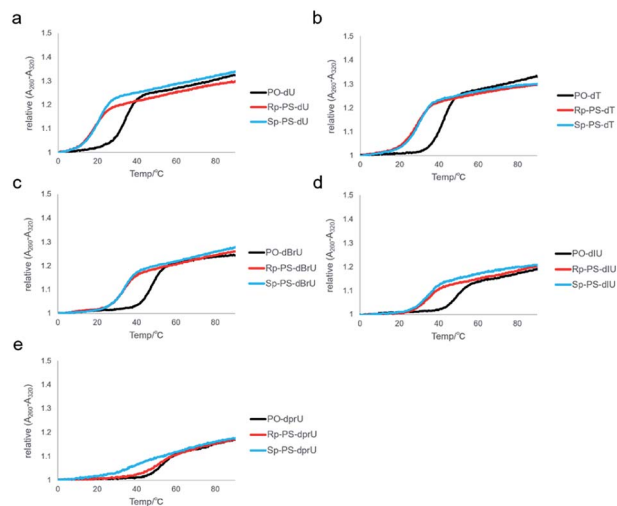 a
relative (A260-A320)
1.5
1.4
1.3
1.2
1.1
1
0 20 40 60 80
Temp/°C
PO-dU
Rp-PS-dU
Sp-PS-dU
b
relative (A260-A320)
1.5
1.4
1.3
1.2
1.1
1
0 20 40 60 80
Temp/°C
PO-dT
Rp-PS-dT
Sp-PS-dT
c
relative (A260-A320)
1.5
1.4
1.3
1.2
1.1
1
0 20 40 60 80
Temp/°C
PO-dBrU
Rp-PS-dBrU
Sp-PS-dBrU
d
relative (A260-A320)
1.5
1.4
1.3
1.2
1.1
1
0 20 40 60 80
Temp/°C
PO-dIU
Rp-PS-dIU
Sp-PS-dIU
e
relative (A260-A320)
1.5
1.4
1.3
1.2
1.1
1
0 20 40 60 80
Temp/°C
PO-dprU
Rp-PS-dprU
Sp-PS-dprU